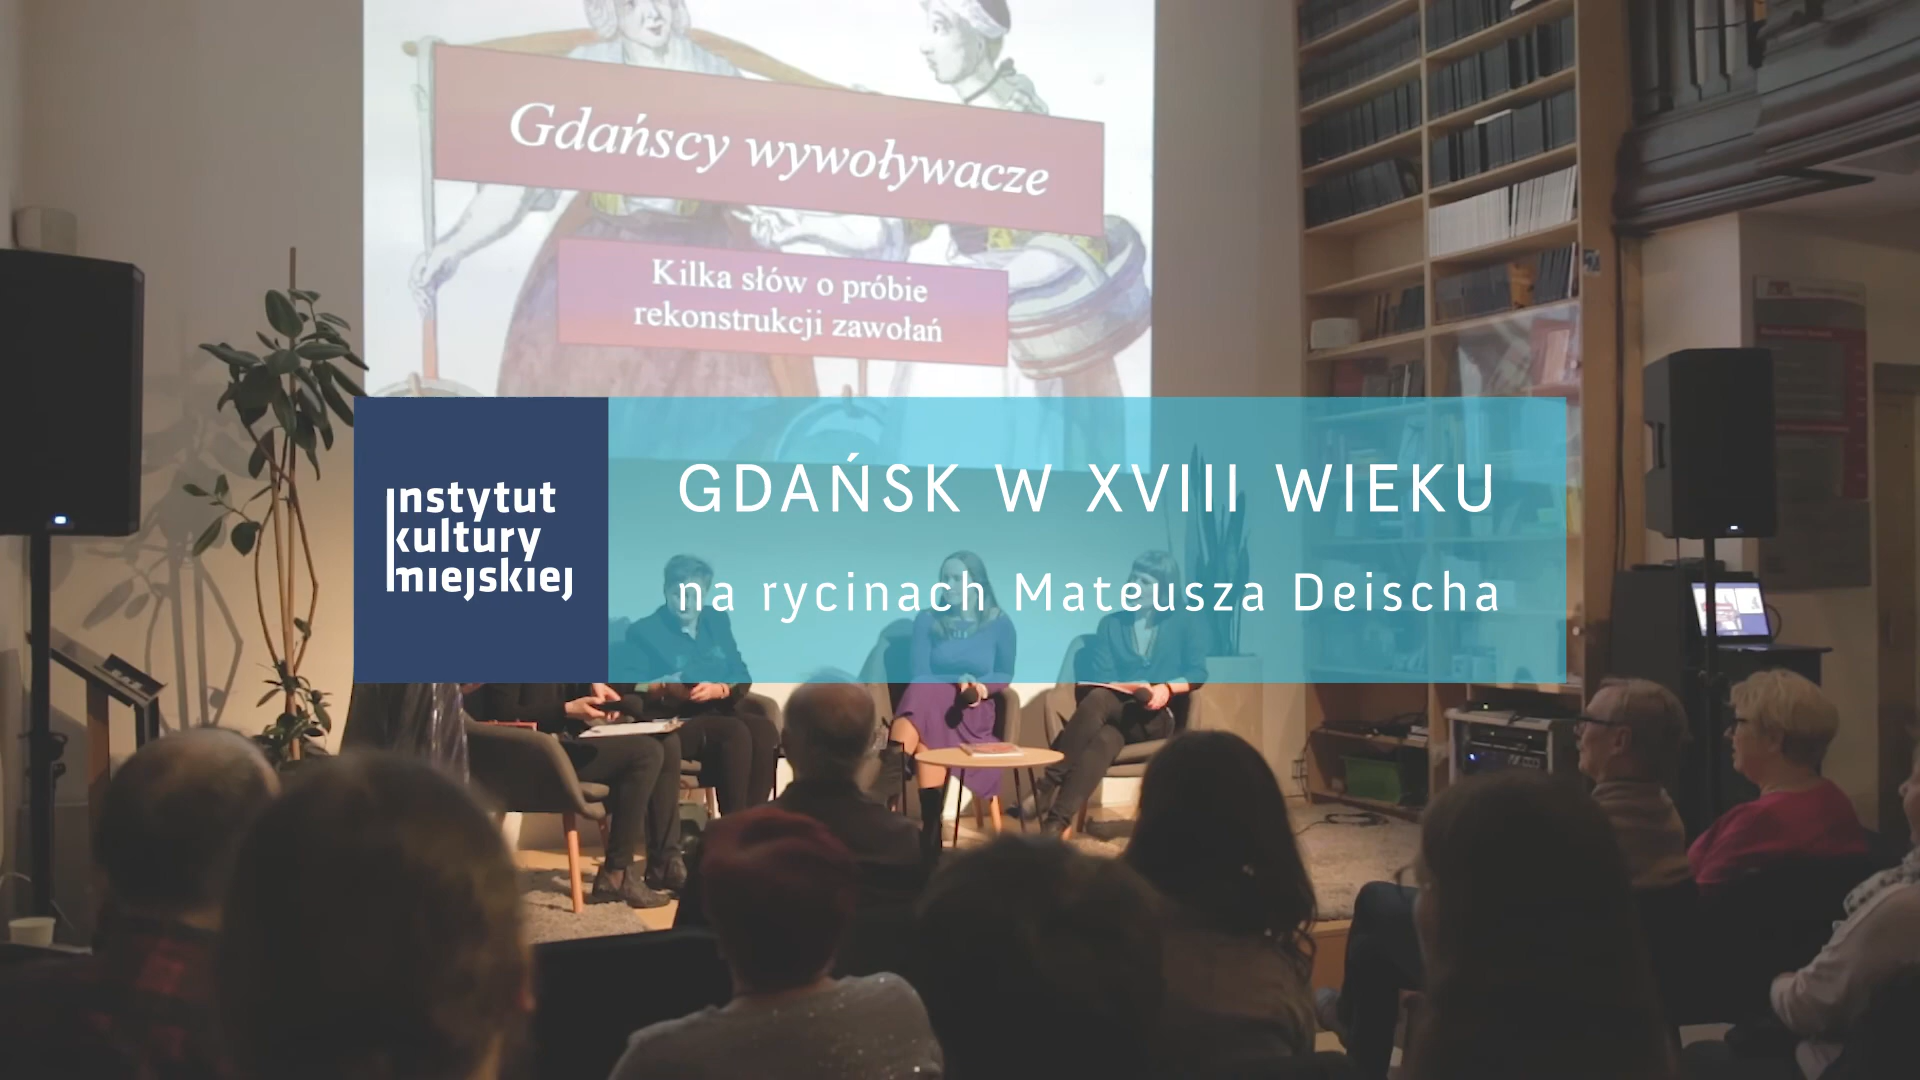 Gdańscy wywoływacze
Kilka słów o próbie
rekonstrukcji zawołań
instytut
kultury
miejskiej
GDAŃSK W XVIII WIEKU
na rycinach Mateusza Deischa